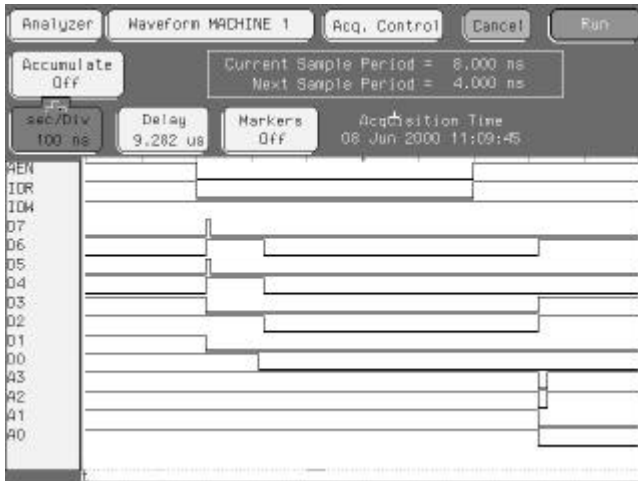 Analyzer Waveform MACHINE 1 Acq. Control Cancel Run
Accumulate Off
Current Sample Period = 8.000 ns
Next Sample Period = 4.000 ns
sec/Div 100 ns
Delay 9.282 us
Markers Off
Acquisition Time
08 Jun 2000 11:09:45
AEN
IOR
IOW
D7
D6
D5
D4
D3
D2
D1
D0
A3
A2
A1
A0